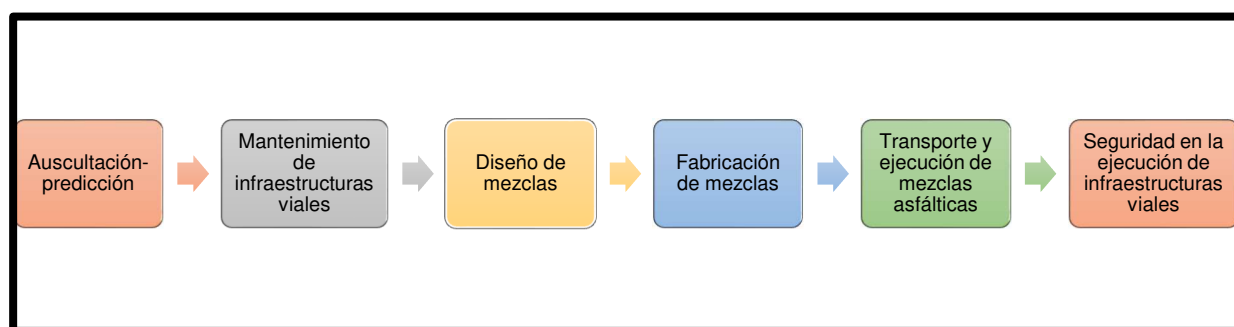 Auscultación-
predicción
Mantenimiento
de
infraestructuras
viales
Diseño de
mezclas
Fabricación
de mezclas
Transporte y
ejecución de
mezclas
asfálticas
Seguridad en la
ejecución de
infraestructuras
viales